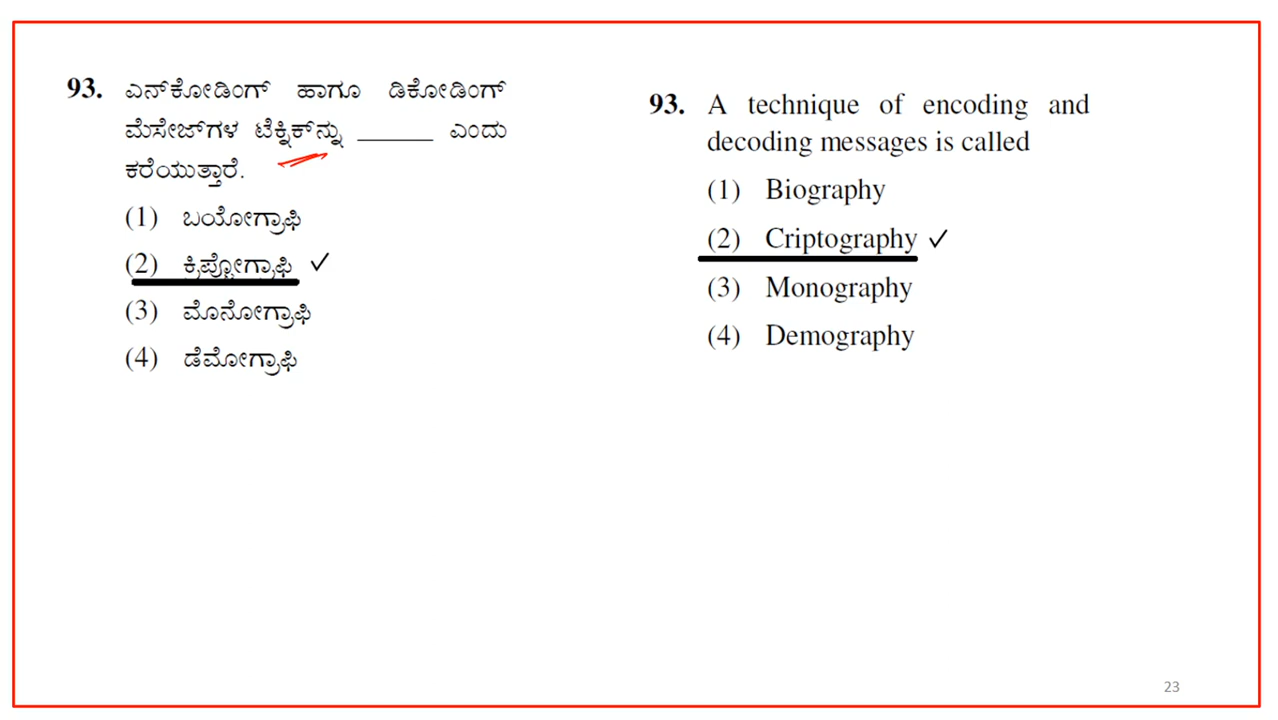 93. ಎನ್‌ಕೋಡಿಂಗ್ ಹಾಗೂ ಡಿಕೋಡಿಂಗ್
ಮೆಸೇಜ್‌ಗಳ ಟೆಕ್ನಿಕ್‌ನ್ನು ______ ಎಂದು
ಕರೆಯುತ್ತಾರೆ.
(1) ಬಯೋಗ್ರಾಫಿ
(2) ಕ್ರಿಪ್ಟೋಗ್ರಾಫಿ ✓
(3) ಮೊನೋಗ್ರಾಫಿ
(4) ಡೆಮೋಗ್ರಾಫಿ
93. A technique of encoding and
decoding messages is called
(1) Biography
(2) Criptography ✓
(3) Monography
(4) Demography
23